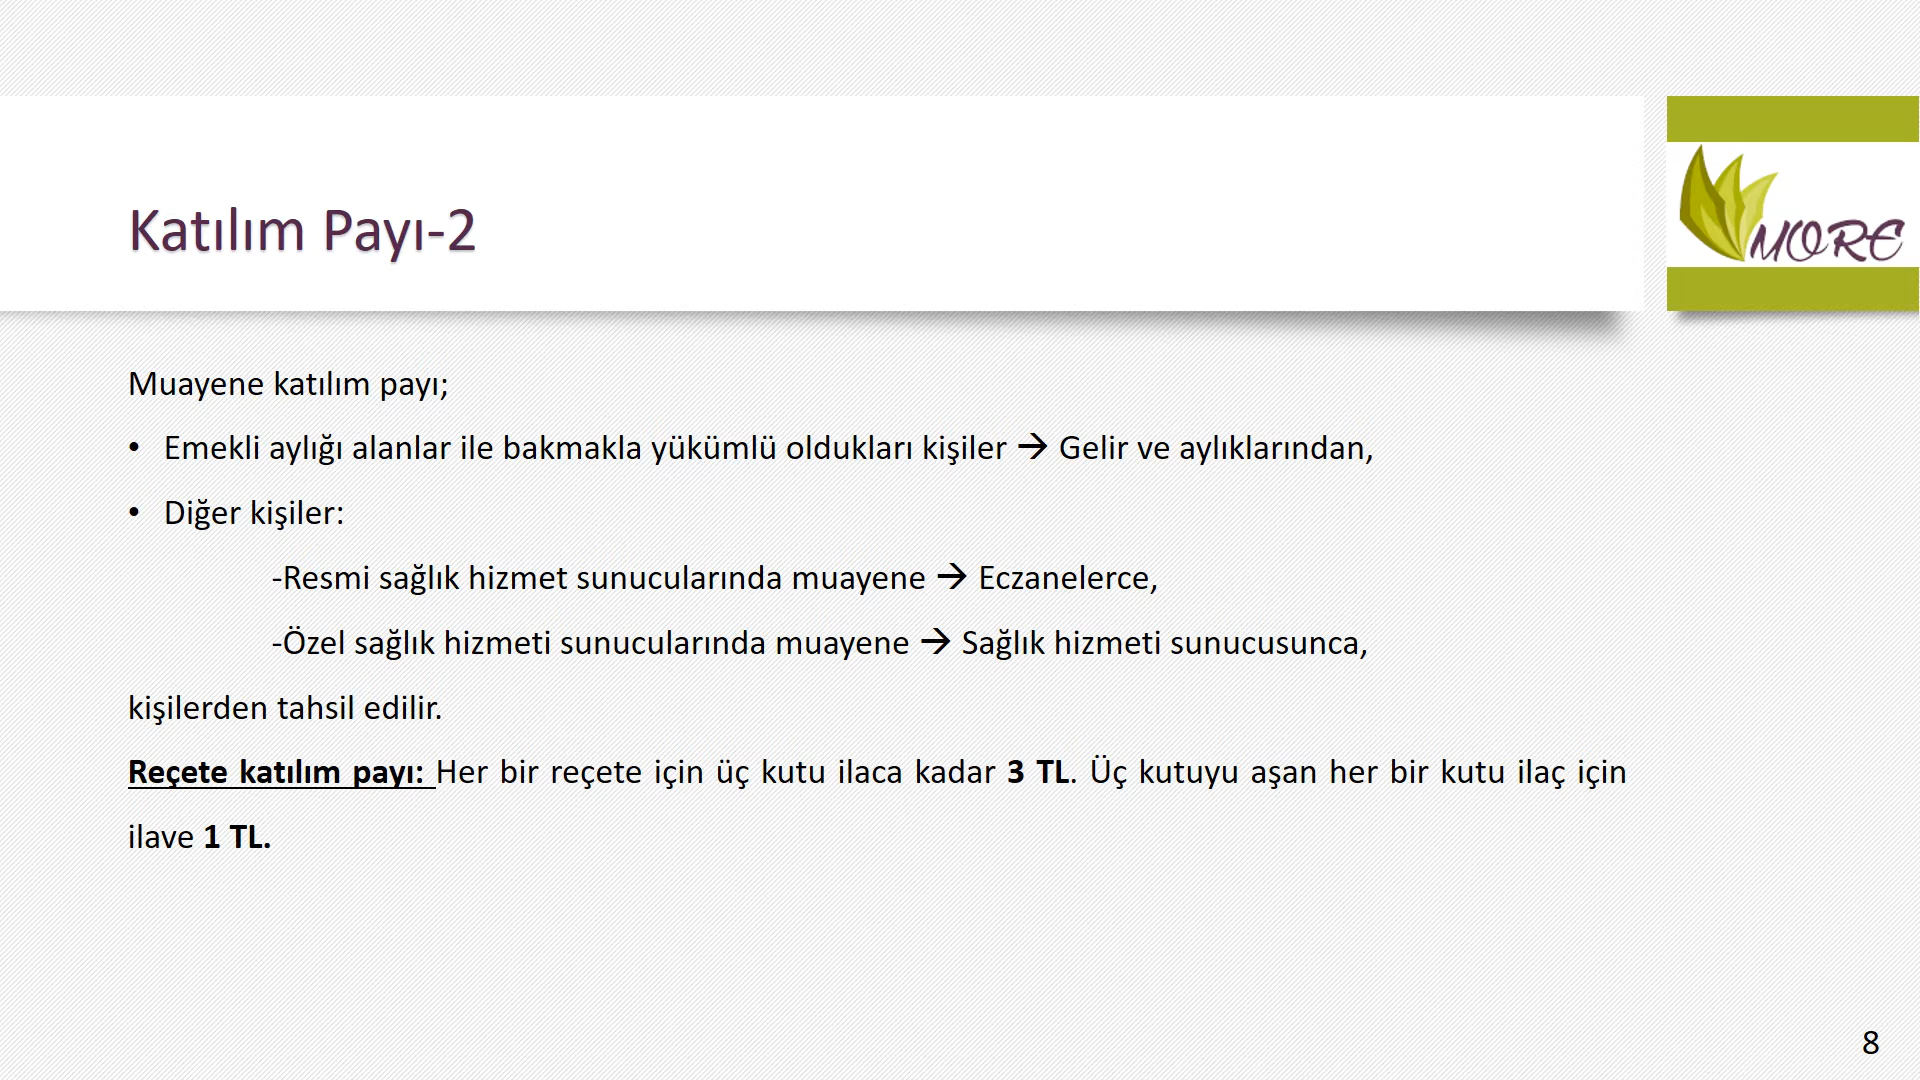 Katılım Payı-2
MORE
Muayene katılım payı;
• Emekli aylığı alanlar ile bakmakla yükümlü oldukları kişiler → Gelir ve aylıklarından,
• Diğer kişiler:
-Resmi sağlık hizmet sunucularında muayene → Eczanelerce,
-Özel sağlık hizmeti sunucularında muayene → Sağlık hizmeti sunucusunca,
kişilerden tahsil edilir.
Reçete katılım payı: Her bir reçete için üç kutu ilaca kadar 3 TL. Üç kutuyu aşan her bir kutu ilaç için
ilave 1 TL.
8